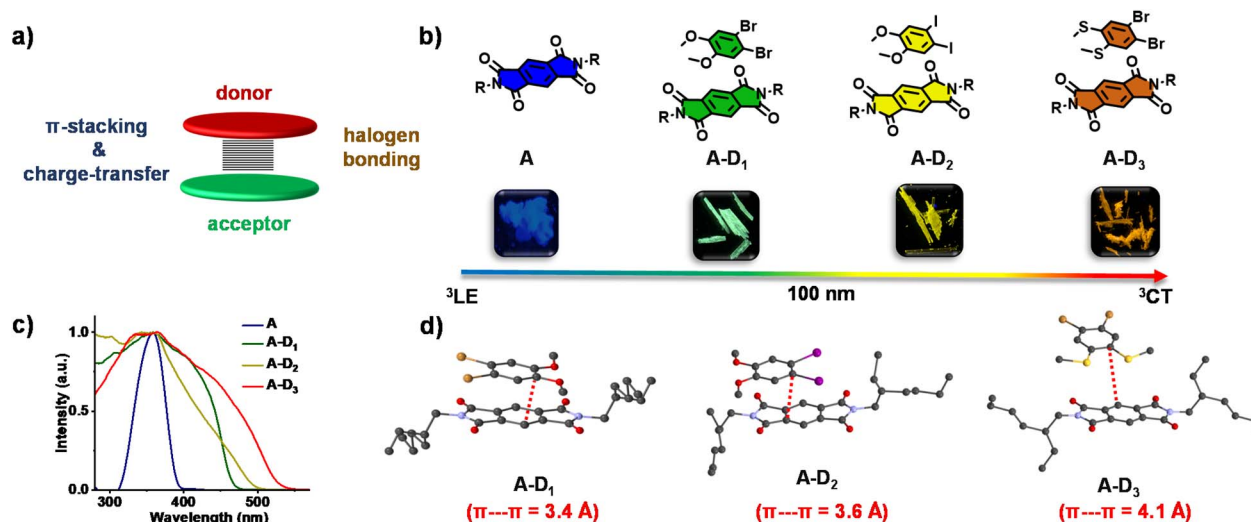 a)
donor
π-stacking
&
charge-transfer
halogen
bonding
acceptor
b)
O
O
N-R
R-N
O
O
A
O
Br
O
Br
O
O
N-R
R-N
O
O
A-D₁
O
I
O
I
O
O
N-R
R-N
O
O
A-D₂
S
Br
S
Br
O
O
N-R
R-N
O
O
A-D₃
³LE
100 nm
³CT
c)
Intensity (a.u.)
1.0
0.5
0.0
300
400
500
Wavelength (nm)
A
A-D₁
A-D₂
A-D₃
d)
A-D₁
(π---π = 3.4 Å)
A-D₂
(π---π = 3.6 Å)
A-D₃
(π---π = 4.1 Å)